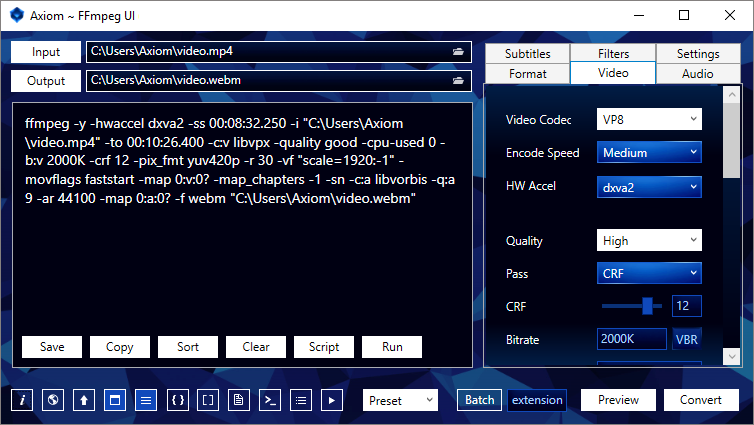 Axiom ~ FFmpeg UI
Input
C:\Users\Axiom\video.mp4
Output
C:\Users\Axiom\video.webm
ffmpeg -y -hwaccel dxva2 -ss 00:08:32.250 -i "C:\Users\Axiom
\video.mp4" -to 00:10:26.400 -c:v libvpx -quality good -cpu-used 0 -
b:v 2000K -crf 12 -pix_fmt yuv420p -r 30 -vf "scale=1920:-1" -
movflags faststart -map 0:v:0? -map_chapters -1 -sn -c:a libvorbis -q:a
9 -ar 44100 -map 0:a:0? -f webm "C:\Users\Axiom\video.webm"
Save Copy Sort Clear Script Run
Subtitles Filters Settings
Format Video Audio
Video Codec VP8
Encode Speed Medium
HW Accel dxva2
Quality High
Pass CRF
CRF 12
Bitrate 2000K VBR
Preset Batch extension Preview Convert